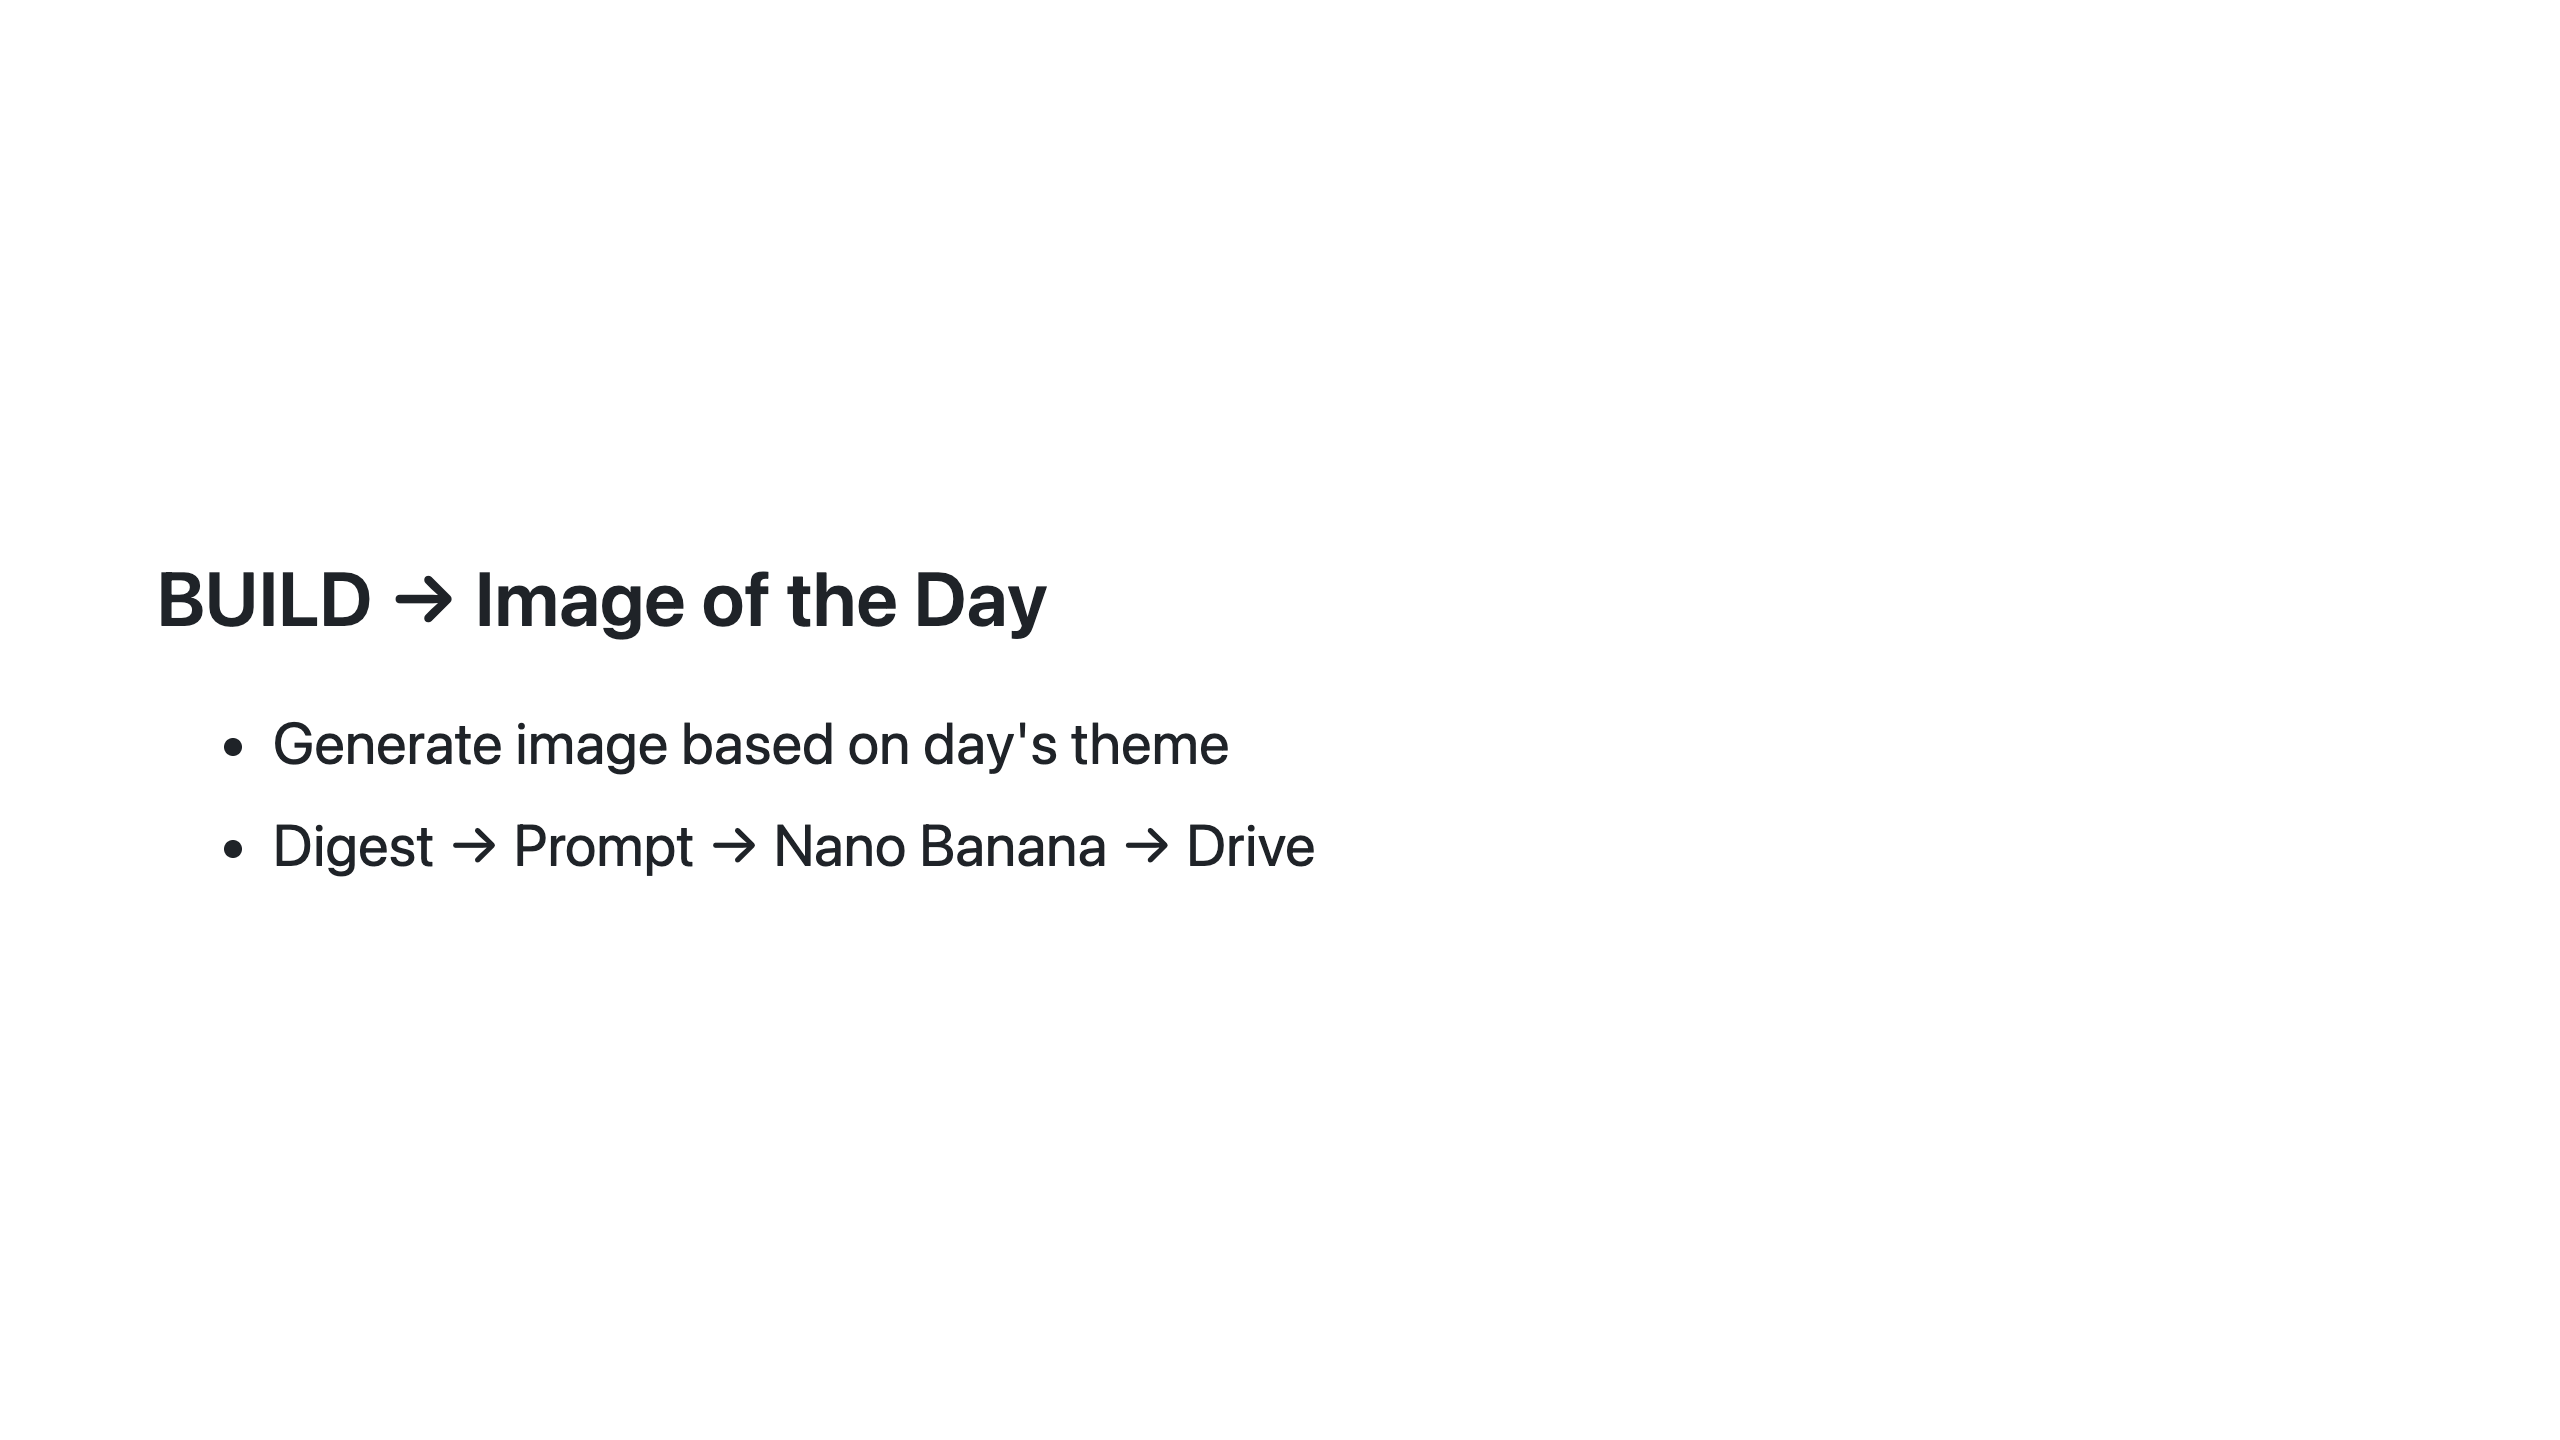 BUILD → Image of the Day
• Generate image based on day's theme
• Digest → Prompt → Nano Banana → Drive